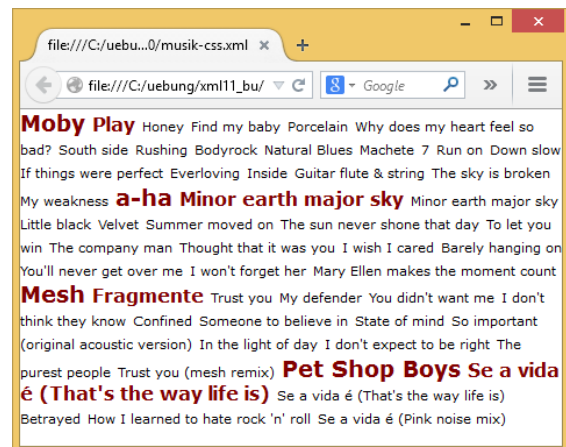 file:///C:/uebu...0/musik-css.xml
file:///C:/uebung/xml11_bu/ Google
Moby Play Honey Find my baby Porcelain Why does my heart feel so
bad? South side Rushing Bodyrock Natural Blues Machete 7 Run on Down slow
If things were perfect Everloving Inside Guitar flute & string The sky is broken
My weakness a-ha Minor earth major sky Minor earth major sky
Little black Velvet Summer moved on The sun never shone that day To let you
win The company man Thought that it was you I wish I cared Barely hanging on
You'll never get over me I won't forget her Mary Ellen makes the moment count
Mesh Fragmente Trust you My defender You didn't want me I don't
think they know Confined Someone to believe in State of mind So important
(original acoustic version) In the light of day I don't expect to be right The
purest people Trust you (mesh remix) Pet Shop Boys Se a vida
é (That's the way life is) Se a vida é (That's the way life is)
Betrayed How I learned to hate rock 'n' roll Se a vida é (Pink noise mix)